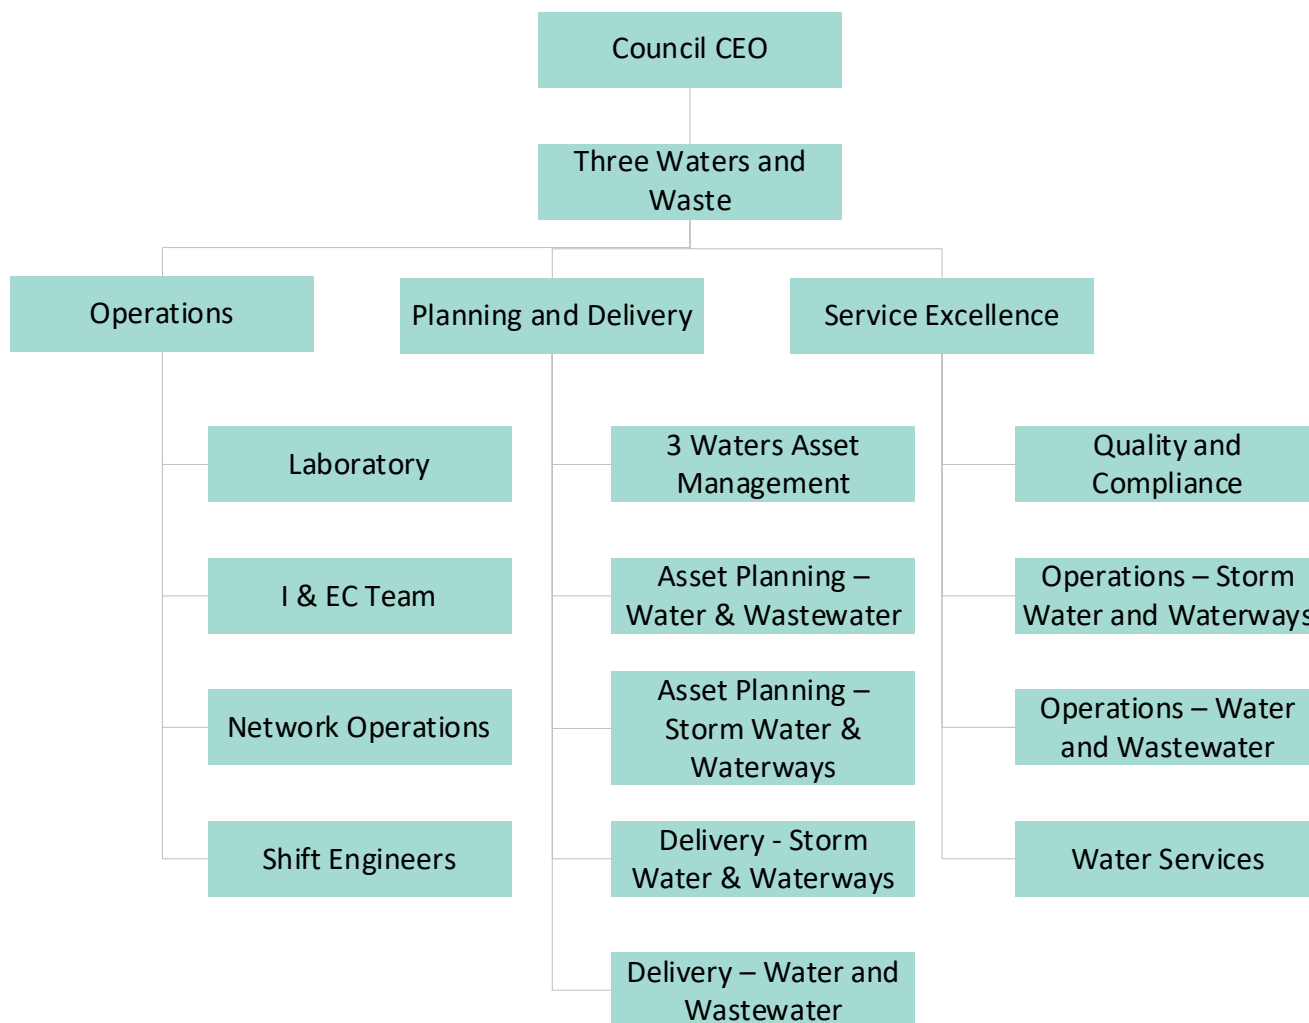 Council CEO
Three Waters and
Waste
Operations
Planning and Delivery
Service Excellence
Laboratory
I & EC Team
Network Operations
Shift Engineers
3 Waters Asset
Management
Asset Planning –
Water & Wastewater
Asset Planning –
Storm Water &
Waterways
Delivery - Storm
Water & Waterways
Delivery – Water and
Wastewater
Quality and
Compliance
Operations – Storm
Water and Waterways
Operations – Water
and Wastewater
Water Services